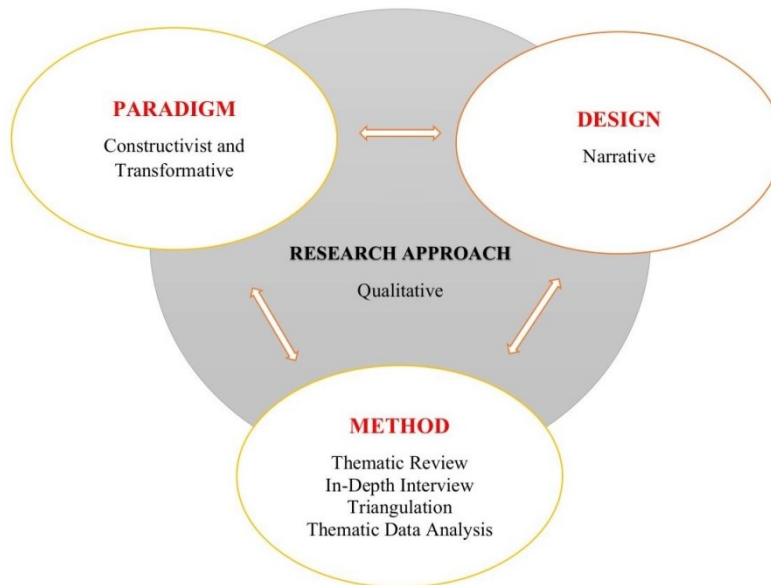 PARADIGM
Constructivist and
Transformative
DESIGN
Narrative
RESEARCH APPROACH
Qualitative
METHOD
Thematic Review
In-Depth Interview
Triangulation
Thematic Data Analysis